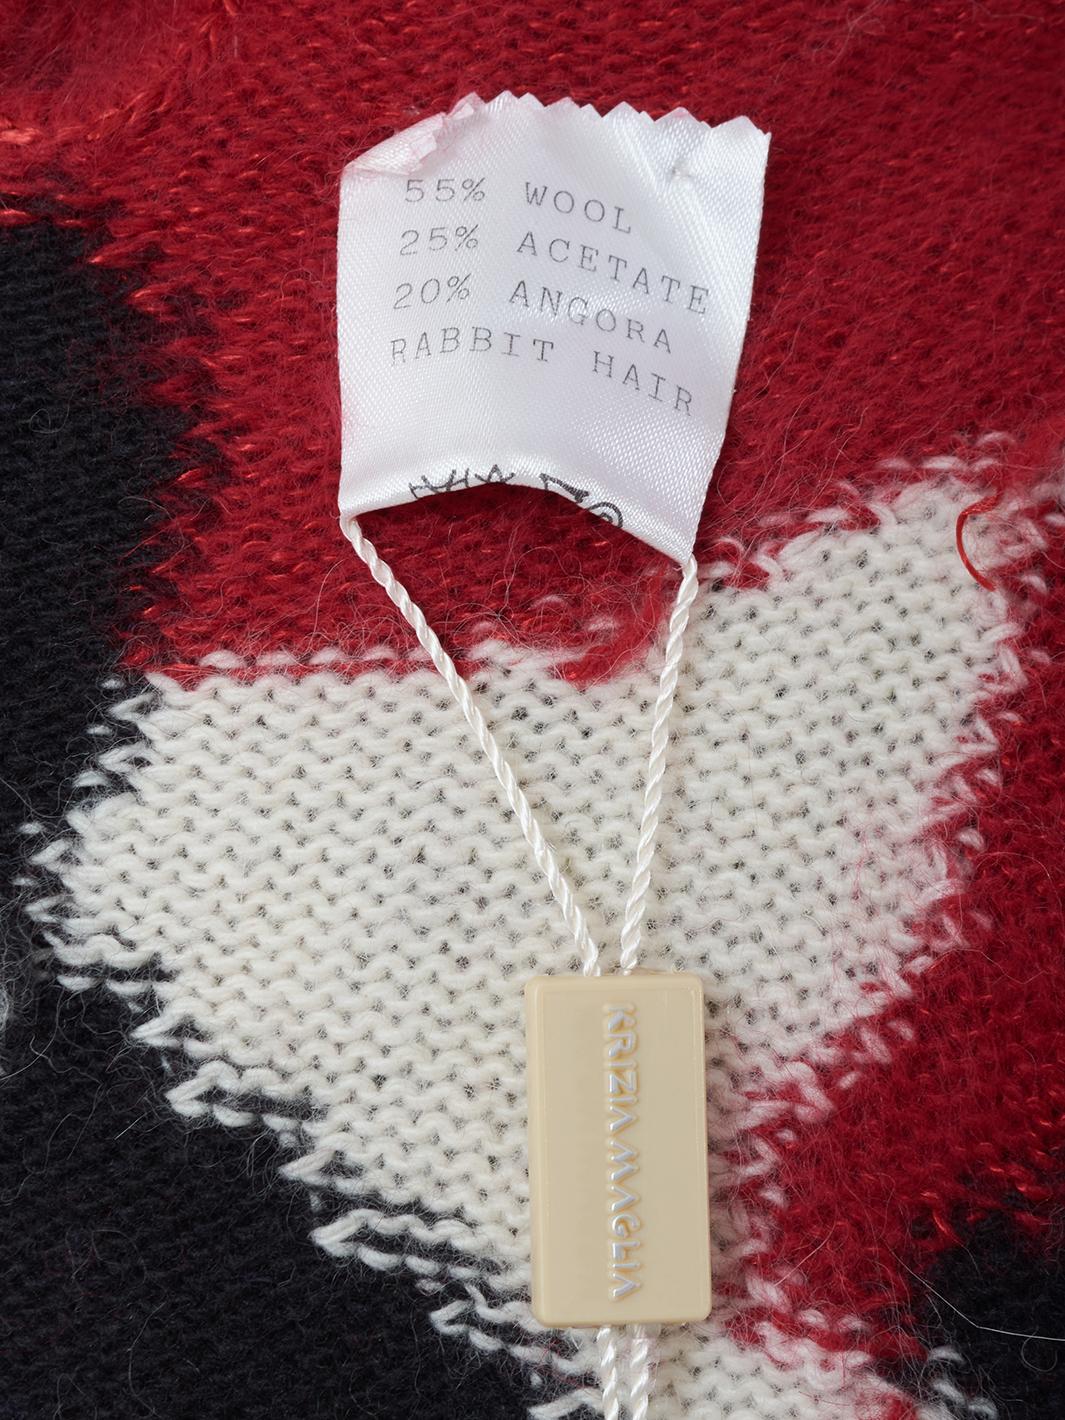 55% WOOL
25% ACETATE
20% ANGORA
RABBIT HAIR
KRIZIA MAGLIA